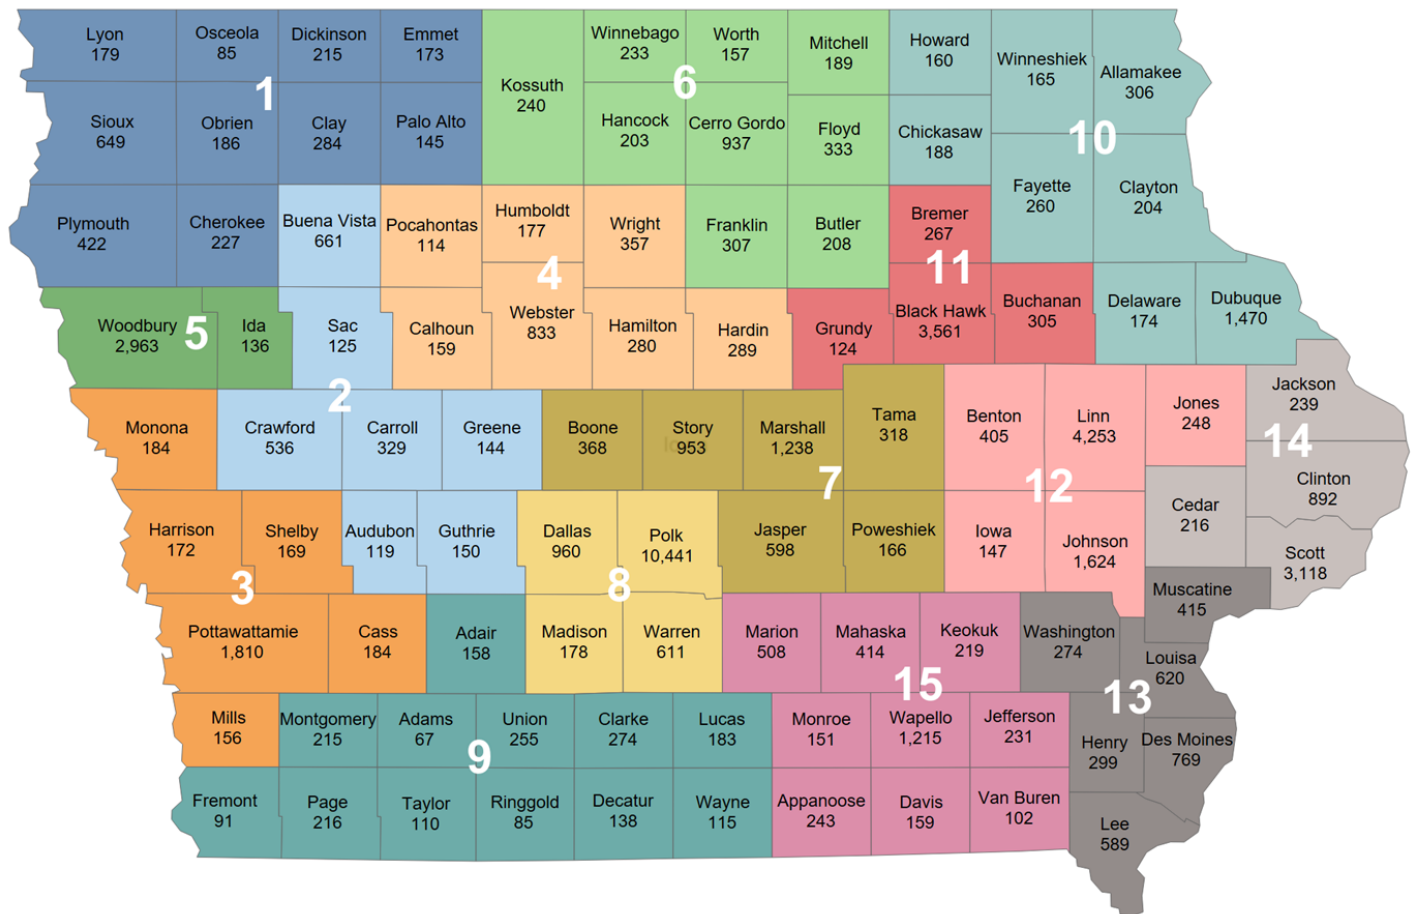 Lyon
179
Osceola
85
Dickinson
215
Emmet
173
Kossuth
240
Winnebago
233
Worth
157
Mitchell
189
Howard
160
Winneshiek
165
Allamakee
306
1
6
10
Sioux
649
Obrien
186
Clay
284
Palo Alto
145
Hancock
203
Cerro Gordo
937
Floyd
333
Chickasaw
188
Fayette
260
Clayton
204
Plymouth
422
Cherokee
227
Buena Vista
661
Pocahontas
114
Humboldt
177
Wright
357
Franklin
307
Butler
208
Bremer
267
4
11
Woodbury
2,963
5
Ida
136
Sac
125
Calhoun
159
Webster
833
Hamilton
280
Hardin
289
Grundy
124
Black Hawk
3,561
Buchanan
305
Delaware
174
Dubuque
1,470
2
Monona
184
Crawford
536
Carroll
329
Greene
144
Boone
368
Story
953
Marshall
1,238
Tama
318
Benton
405
Linn
4,253
Jones
248
Jackson
239
14
7
12
Harrison
172
Shelby
169
Audubon
119
Guthrie
150
Dallas
960
Polk
10,441
Jasper
598
Poweshiek
166
Iowa
147
Johnson
1,624
Cedar
216
Clinton
892
Scott
3,118
3
8
Muscatine
415
Pottawattamie
1,810
Cass
184
Adair
158
Madison
178
Warren
611
Marion
508
Mahaska
414
Keokuk
219
Washington
274
Louisa
620
15
13
Mills
156
Montgomery
215
Adams
67
Union
255
Clarke
274
Lucas
183
Monroe
151
Wapello
1,215
Jefferson
231
Henry
299
Des Moines
769
9
Fremont
91
Page
216
Taylor
110
Ringgold
85
Decatur
138
Wayne
115
Appanoose
243
Davis
159
Van Buren
102
Lee
589